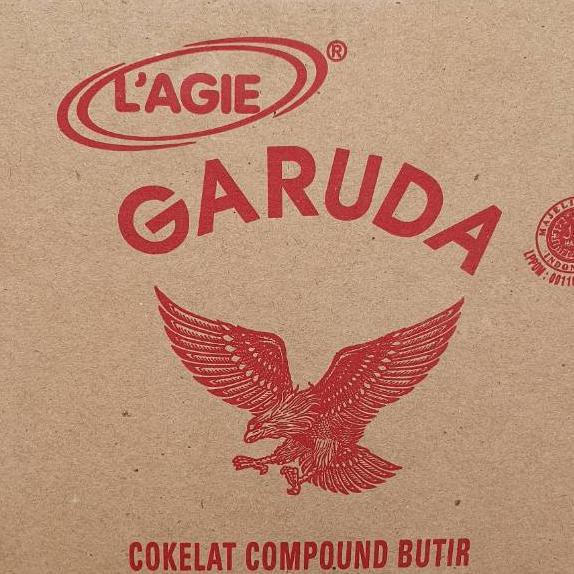 L'AGIE ®
GARUDA
COKELAT COMPOUND BUTIR